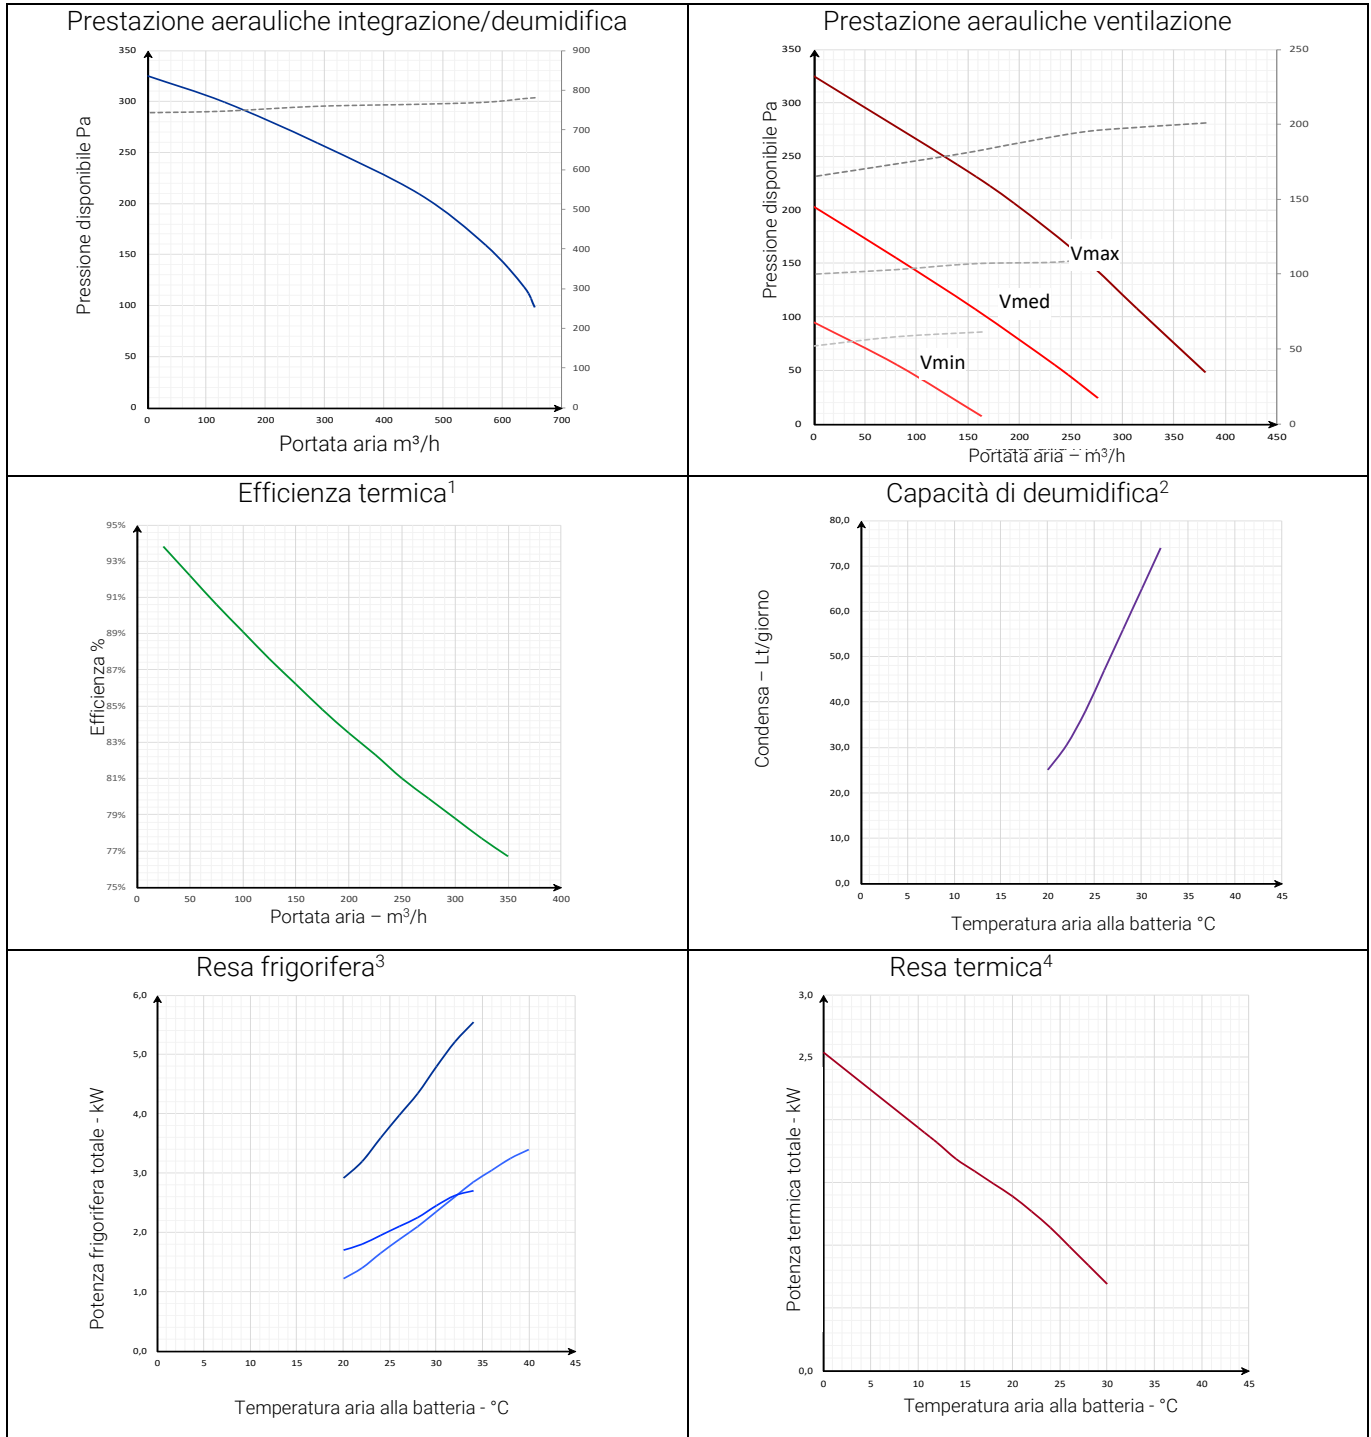 Prestazione aerauliche integrazione/deumidifica
Pressione disponibile Pa
350
300
250
200
150
100
50
0
900
800
700
600
500
400
300
200
100
0
0 100 200 300 400 500 600 700
Portata aria m³/h
Prestazione aerauliche ventilazione
Pressione disponibile Pa
350
300
250
200
150
100
50
0
250
200
150
100
50
0
Vmax
Vmed
Vmin
0 50 100 150 200 250 300 350 400 450
Portata aria – m³/h
Efficienza termica¹
Efficienza %
95%
93%
91%
89%
87%
85%
83%
81%
79%
77%
75%
0 50 100 150 200 250 300 350 400
Portata aria – m³/h
Capacità di deumidifica²
Condensa – Lt/giorno
80,0
70,0
60,0
50,0
40,0
30,0
20,0
10,0
0,0
0 5 10 15 20 25 30 35 40 45
Temperatura aria alla batteria °C
Resa frigorifera³
Potenza frigorifera totale - kW
6,0
5,0
4,0
3,0
2,0
1,0
0,0
0 5 10 15 20 25 30 35 40 45
Temperatura aria alla batteria - °C
Resa termica⁴
Potenza termica totale - kW
3,0
2,5
0,0
0 5 10 15 20 25 30 35 40 45
Temperatura aria alla batteria - °C